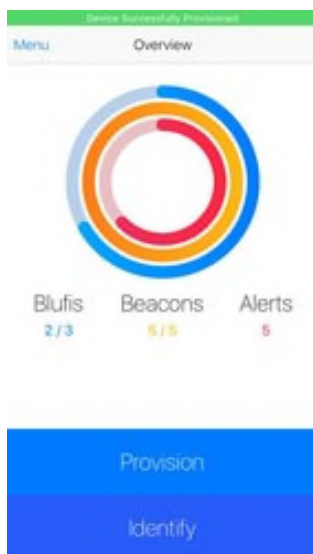 Device Successfully Provisioned
Menu Overview
Blufis Beacons Alerts
2 / 3 5 / 5 5
Provision
Identify